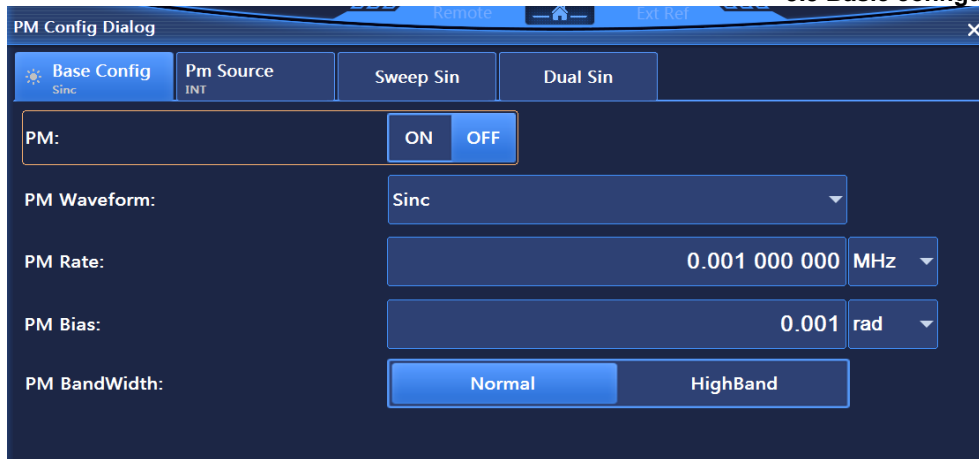 Remote
Ext Ref
PM Config Dialog
Base Config
Sinc
Pm Source
INT
Sweep Sin
Dual Sin
PM:
ON
OFF
PM Waveform:
Sinc
PM Rate:
0.001 000 000
MHz
PM Bias:
0.001
rad
PM BandWidth:
Normal
HighBand